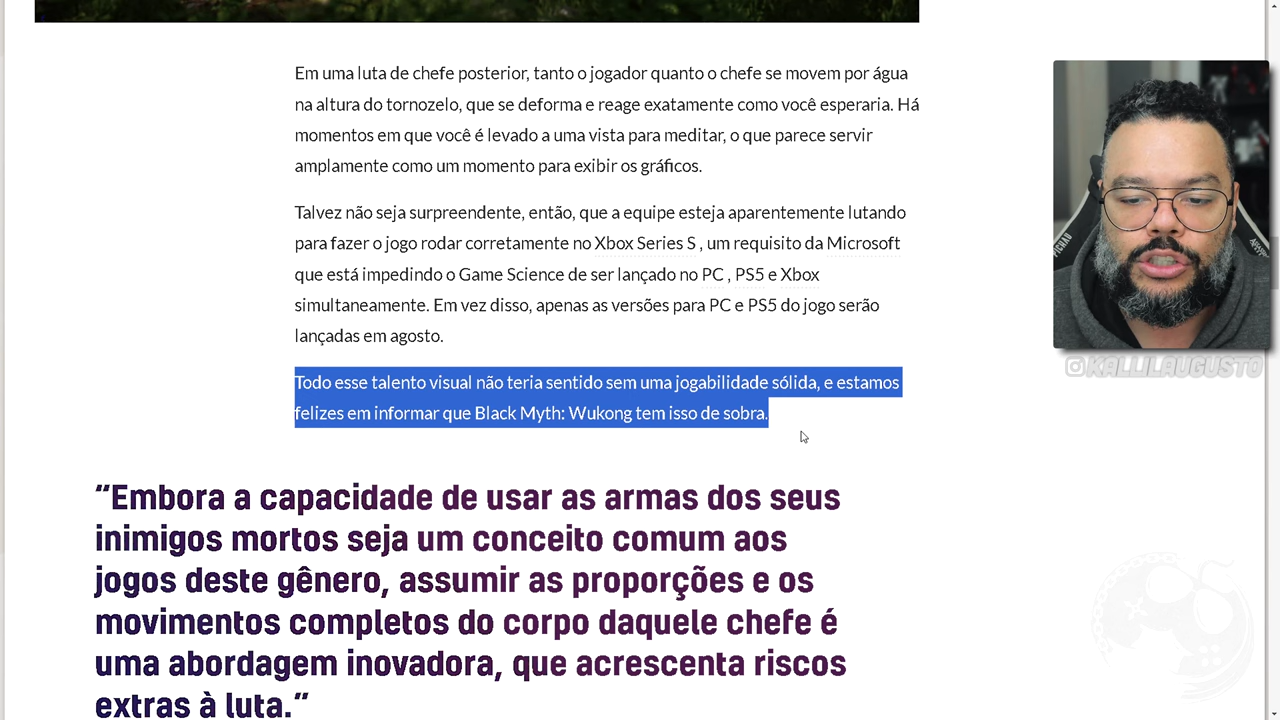 Em uma luta de chefe posterior, tanto o jogador quanto o chefe se movem por água
na altura do tornozelo, que se deforma e reage exatamente como você esperaria. Há
momentos em que você é levado a uma vista para meditar, o que parece servir
amplamente como um momento para exibir os gráficos.
Talvez não seja surpreendente, então, que a equipe esteja aparentemente lutando
para fazer o jogo rodar corretamente no Xbox Series S , um requisito da Microsoft
que está impedindo o Game Science de ser lançado no PC , PS5 e Xbox
simultaneamente. Em vez disso, apenas as versões para PC e PS5 do jogo serão
lançadas em agosto.
Todo esse talento visual não teria sentido sem uma jogabilidade sólida, e estamos
felizes em informar que Black Myth: Wukong tem isso de sobra.
“Embora a capacidade de usar as armas dos seus
inimigos mortos seja um conceito comum aos
jogos deste gênero, assumir as proporções e os
movimentos completos do corpo daquele chefe é
uma abordagem inovadora, que acrescenta riscos
extras à luta.”
PICHAU
@KALLILAUGUSTO